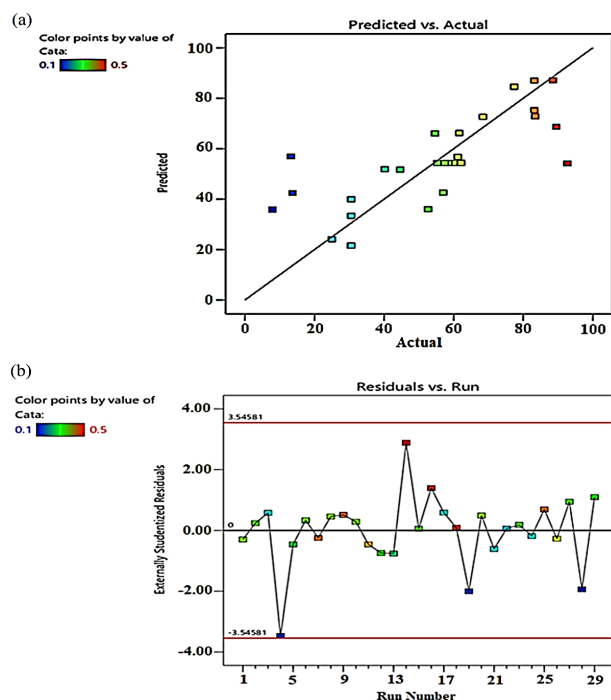 (a)
Predicted vs. Actual
Color points by value of
Cata:
0.1 0.5
100
80
60
40
20
0
Predicted
0 20 40 60 80 100
Actual
(b)
Residuals vs. Run
Color points by value of
Cata:
0.1 0.5
4.00
3.54581
2.00
0.00
0
-2.00
-3.54581
-4.00
Externally Studentized Residuals
1 5 9 13 17 21 25 29
Run Number